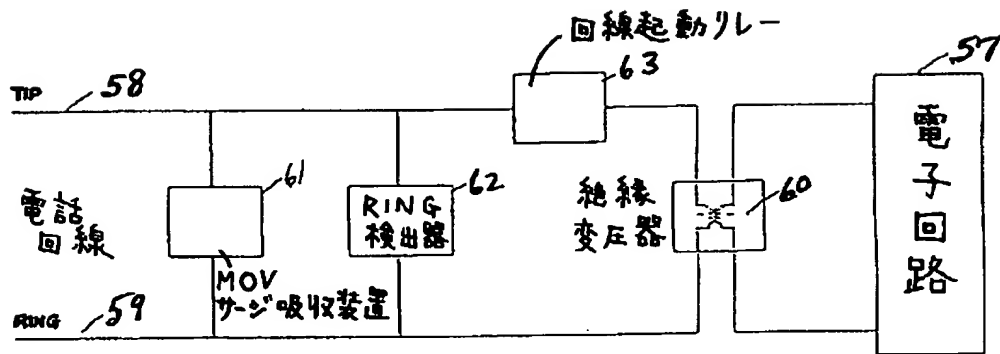 回線起動リレー
63
57
TIP
58
電子回路
61
62
RING
検出器
電話
回線
絶縁
変圧器
60
MOV
サージ吸収装置
RING
59